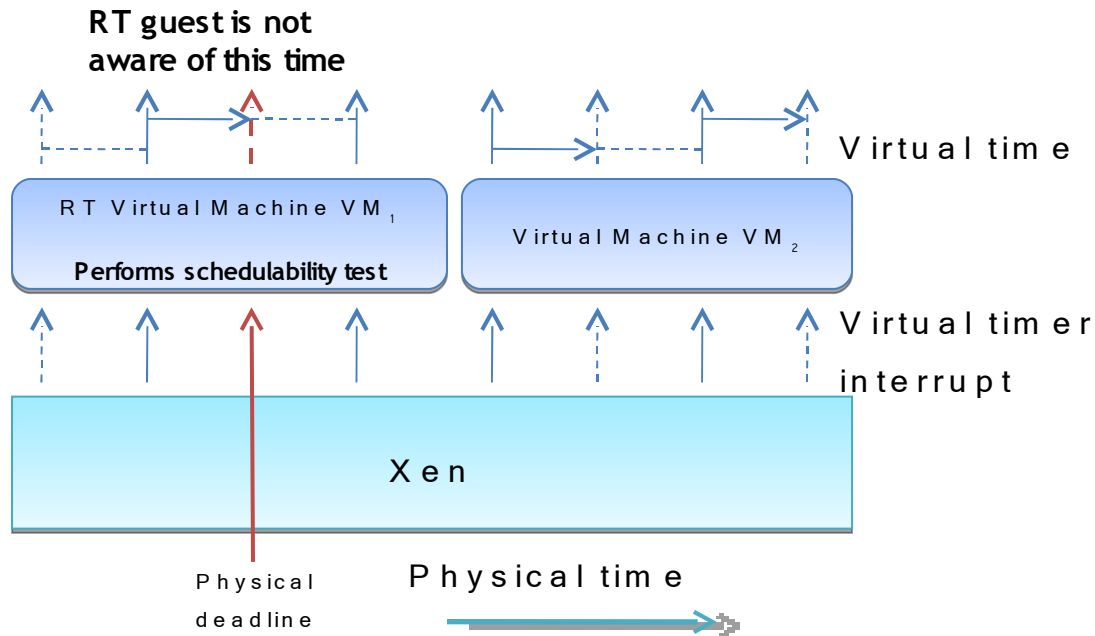 RT guest is not
aware of this time
Virtual time
RT Virtual Machine VM1
Performs schedulability test
Virtual Machine VM2
Virtual timer
interrupt
Xen
Physical
deadline
Physical time